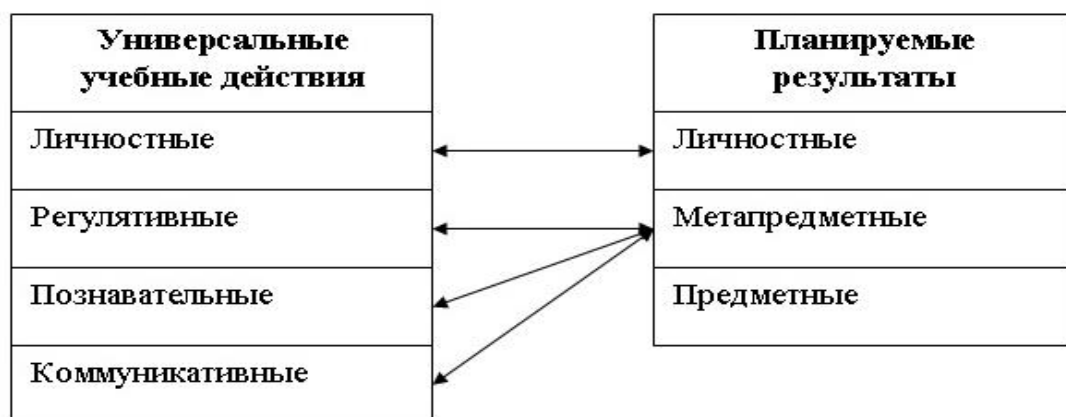 Универсальные
учебные действия
Личностные
Регулятивные
Познавательные
Коммуникативные
Планируемые
результаты
Личностные
Метапредметные
Предметные